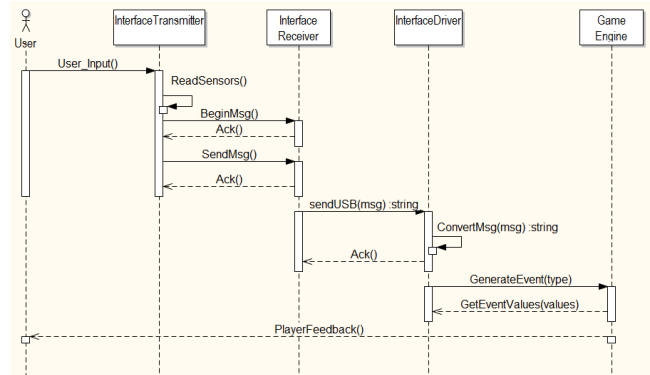 User
InterfaceTransmitter
Interface
Receiver
InterfaceDriver
Game
Engine
User_Input()
ReadSensors()
BeginMsg()
Ack()
SendMsg()
Ack()
sendUSB(msg) :string
ConvertMsg(msg) :string
Ack()
GenerateEvent(type)
GetEventValues(values)
PlayerFeedback()